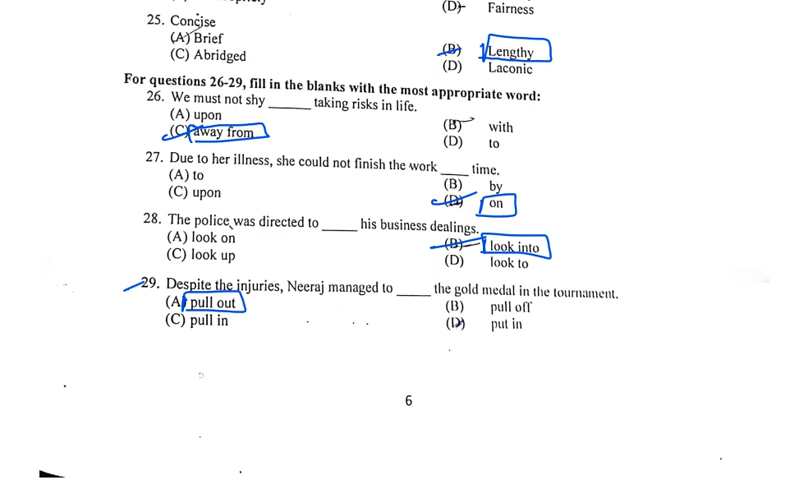 (D) Fairness
25. Concise
(A) Brief
(B) Lengthy
(C) Abridged
(D) Laconic
For questions 26-29, fill in the blanks with the most appropriate word:
26. We must not shy ______ taking risks in life.
(A) upon
(B) with
(C) away from
(D) to
27. Due to her illness, she could not finish the work ____ time.
(A) to
(B) by
(C) upon
(D) on
28. The police was directed to _____ his business dealings.
(A) look on
(B) look into
(C) look up
(D) look to
29. Despite the injuries, Neeraj managed to _____ the gold medal in the tournament.
(A) pull out
(B) pull off
(C) pull in
(D) put in
6